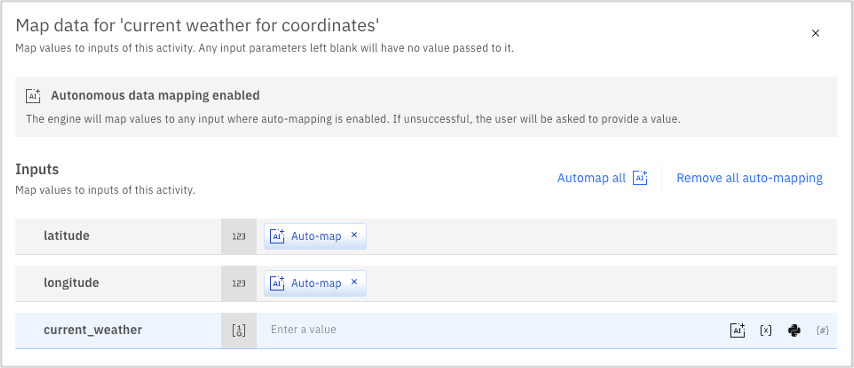 Map data for 'current weather for coordinates'
Map values to inputs of this activity. Any input parameters left blank will have no value passed to it.
Autonomous data mapping enabled
The engine will map values to any input where auto-mapping is enabled. If unsuccessful, the user will be asked to provide a value.
Inputs
Automap all Remove all auto-mapping
Map values to inputs of this activity.
latitude 123 Auto-map ×
longitude 123 Auto-map ×
current_weather Enter a value [x] {#}